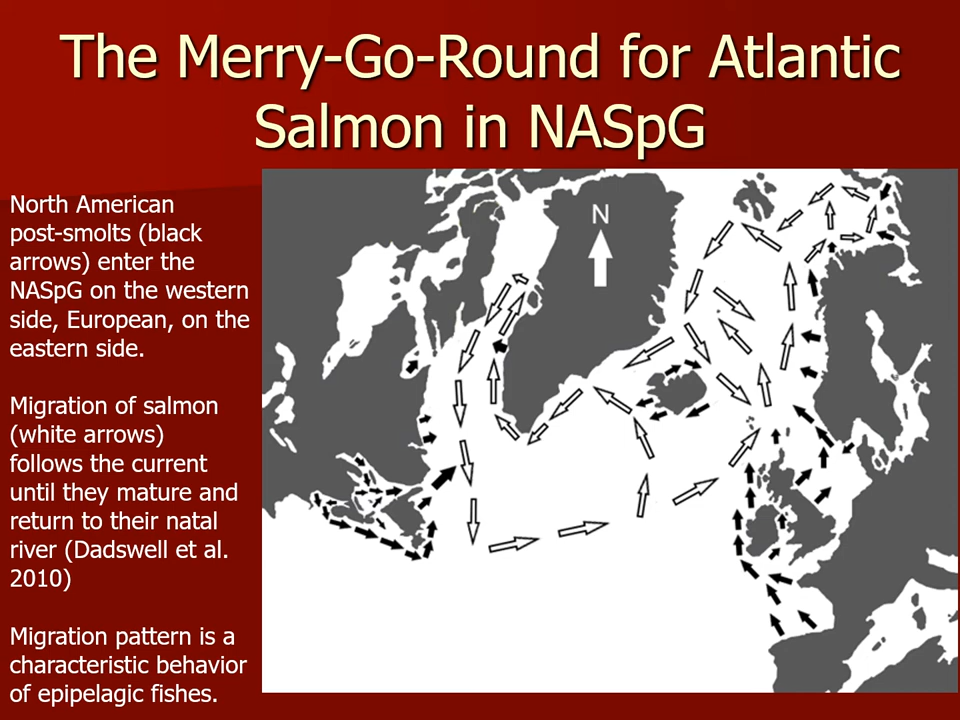 The Merry-Go-Round for Atlantic
Salmon in NASpG
North American
post-smolts (black
arrows) enter the
NASpG on the western
side, European, on the
eastern side.
Migration of salmon
(white arrows)
follows the current
until they mature and
return to their natal
river (Dadswell et al.
2010)
Migration pattern is a
characteristic behavior
of epipelagic fishes.
N